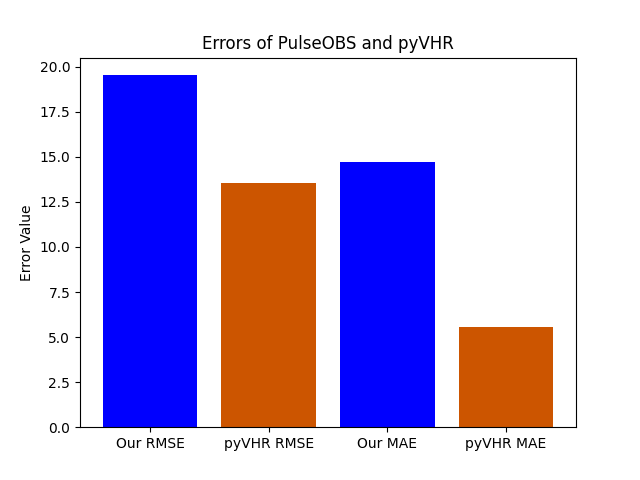 Errors of PulseOBS and pyVHR
Error Value
20.0
17.5
15.0
12.5
10.0
7.5
5.0
2.5
0.0
Our RMSE
pyVHR RMSE
Our MAE
pyVHR MAE